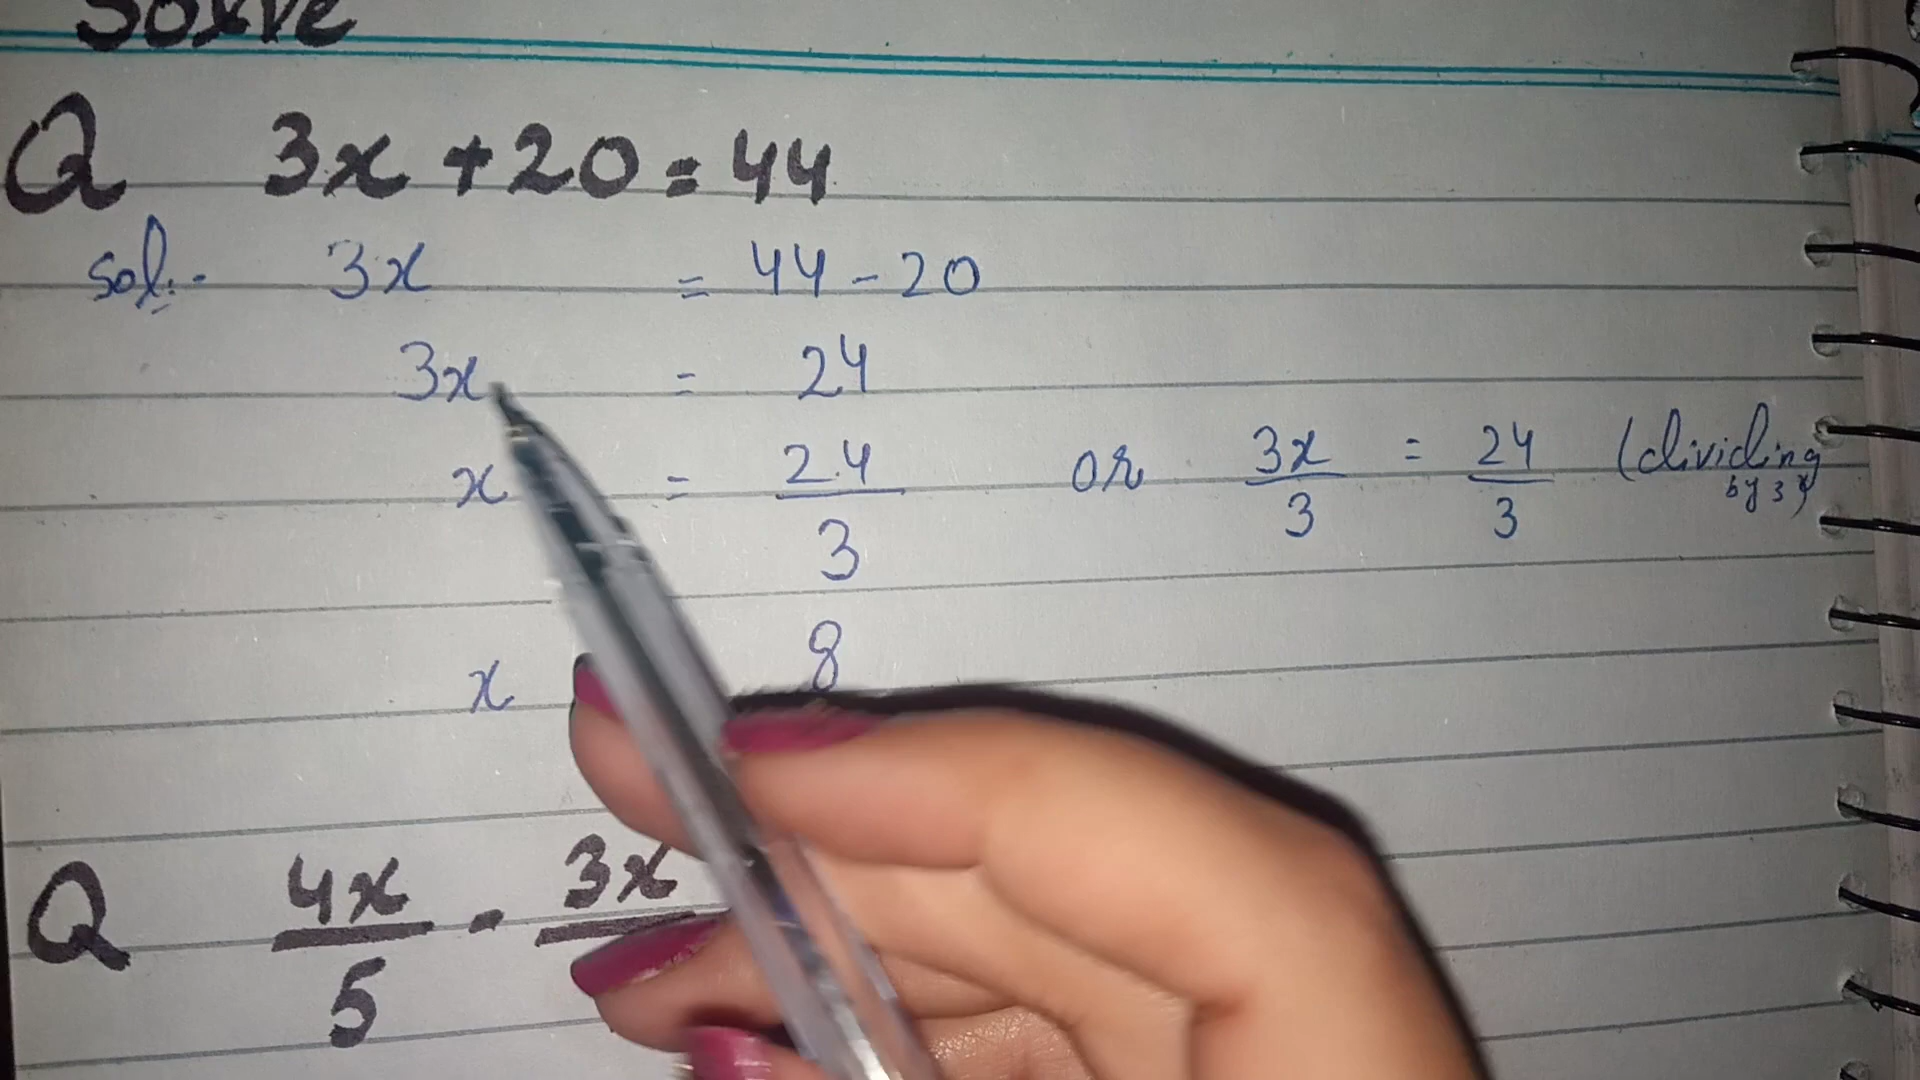 Solve
Q 3x + 20 = 44
Sol:- 3x = 44 - 20
3x = 24
x = 24/3 or 3x/3 = 24/3 (dividing by 3)
x 8
Q 4x/5 - 3x